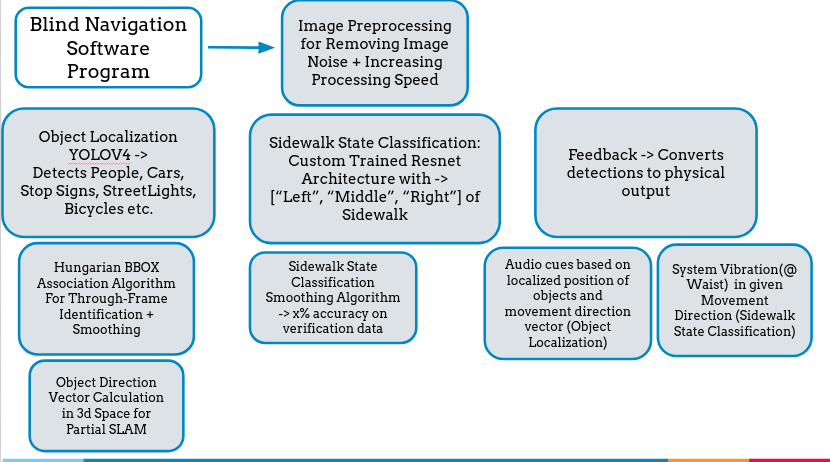 Blind Navigation
Software
Program
Image Preprocessing
for Removing Image
Noise + Increasing
Processing Speed
Object Localization
YOLOV4 ->
Detects People, Cars,
Stop Signs, StreetLights,
Bicycles etc.
Sidewalk State Classification:
Custom Trained Resnet
Architecture with ->
[“Left”, “Middle”, “Right”] of
Sidewalk
Feedback -> Converts
detections to physical
output
Hungarian BBOX
Association Algorithm
For Through-Frame
Identification +
Smoothing
Sidewalk State
Classification
Smoothing Algorithm
-> x% accuracy on
verification data
Audio cues based on
localized position of
objects and
movement direction
vector (Object
Localization)
System Vibration(@
Waist) in given
Movement
Direction (Sidewalk
State Classification)
Object Direction
Vector Calculation
in 3d Space for
Partial SLAM